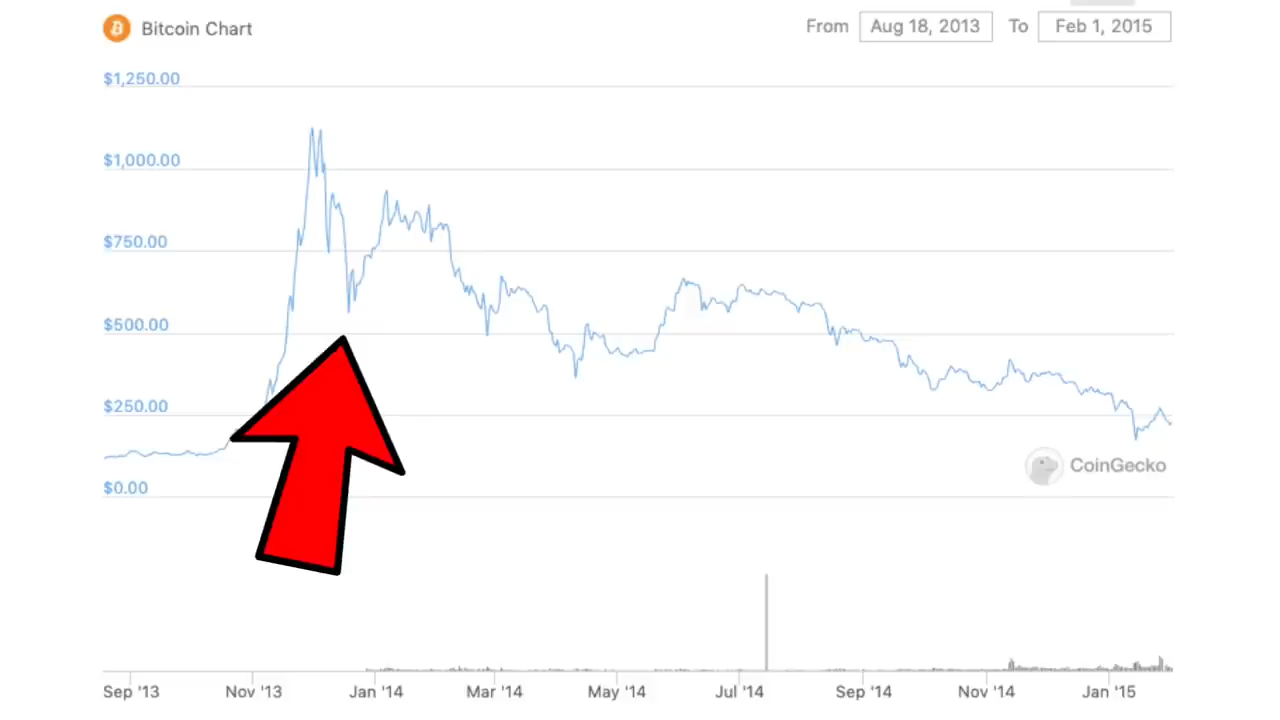 Bitcoin Chart
From Aug 18, 2013 To Feb 1, 2015
$1,250.00
$1,000.00
$750.00
$500.00
$250.00
$0.00
CoinGecko
Sep '13 Nov '13 Jan '14 Mar '14 May '14 Jul '14 Sep '14 Nov '14 Jan '15